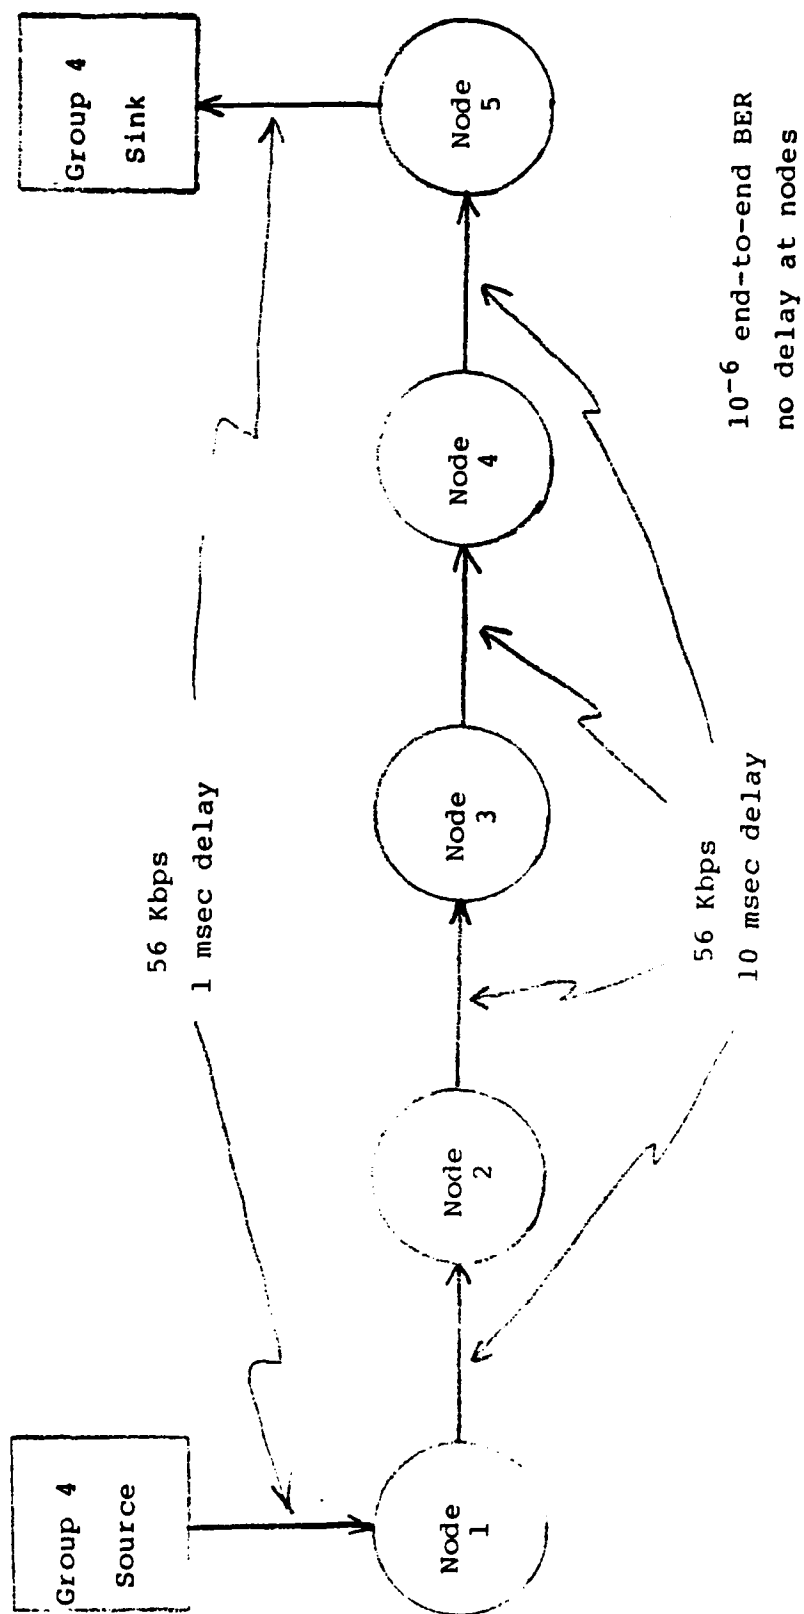 Group 4
Source
Group 4
Sink
56 Kbps
1 msec delay
Node
1
Node
2
Node
3
Node
4
Node
5
56 Kbps
10 msec delay
10⁻⁶ end-to-end BER
no delay at nodes